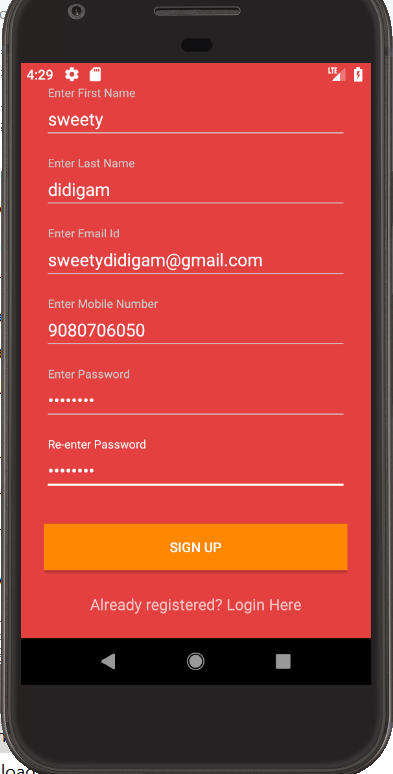 4:29 LTE
Enter First Name
sweety
Enter Last Name
didigam
Enter Email Id
sweetydidigam@gmail.com
Enter Mobile Number
9080706050
Enter Password
••••••••
Re-enter Password
••••••••
SIGN UP
Already registered? Login Here